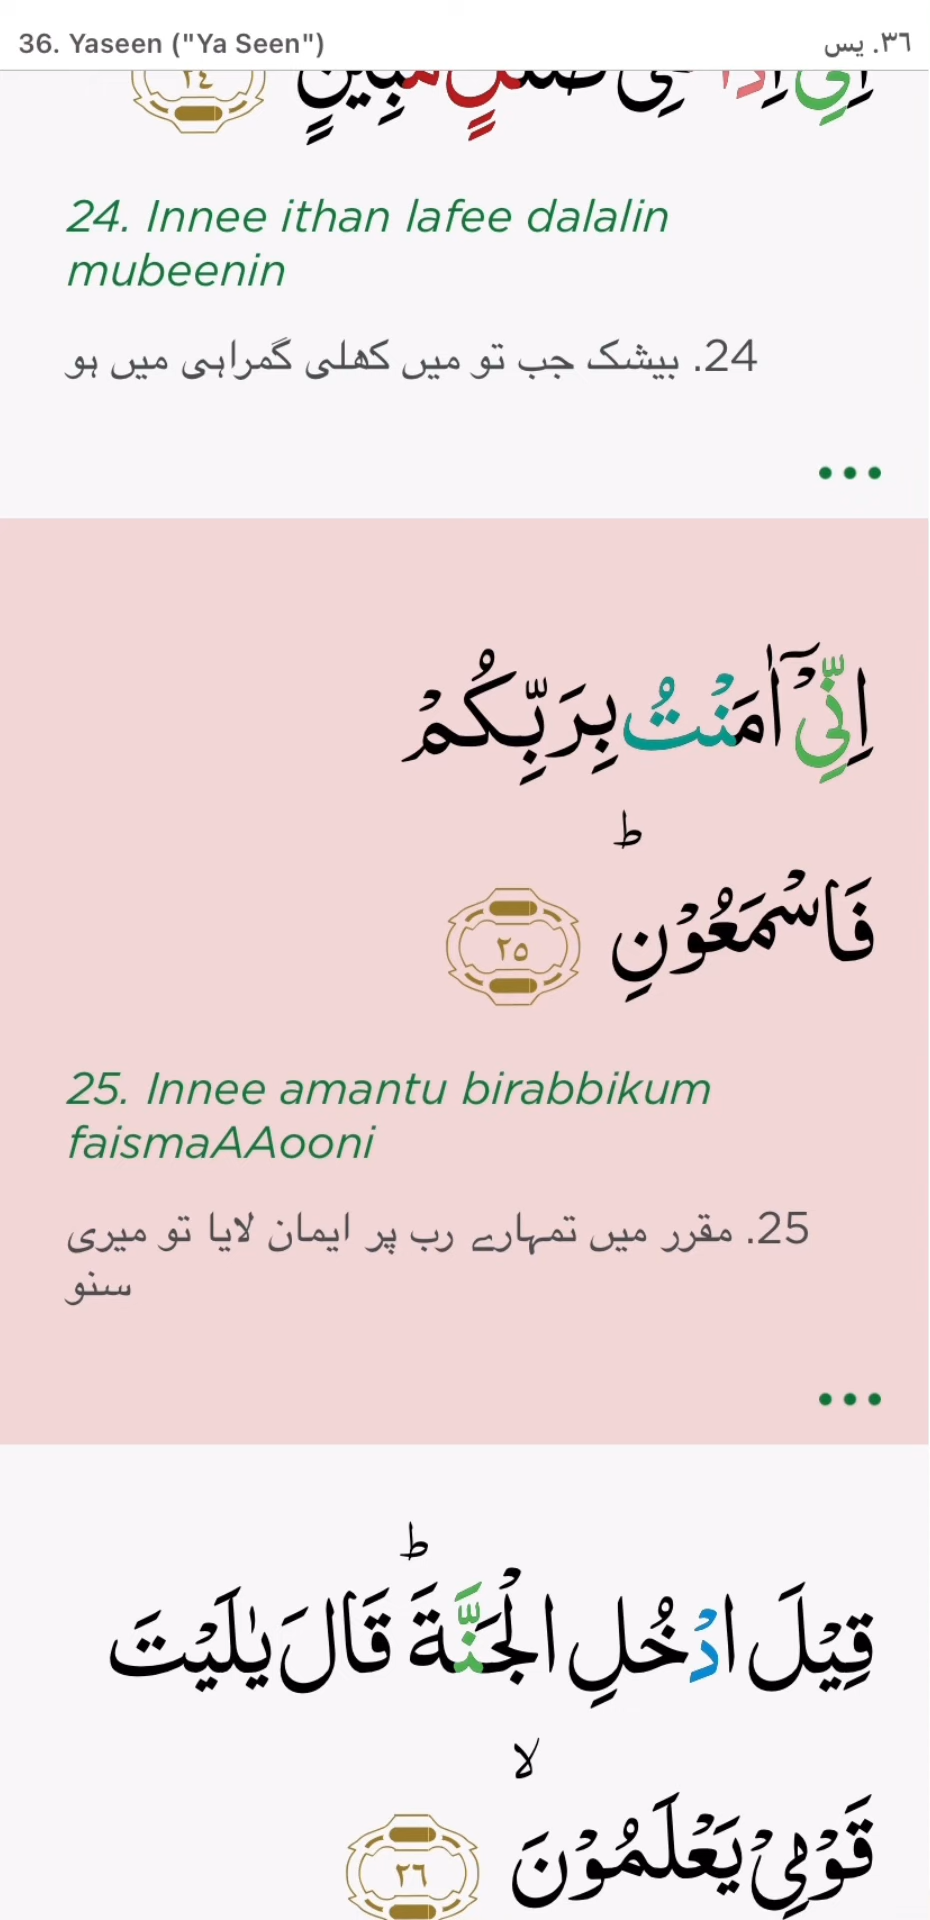 36. Yaseen ("Ya Seen") ٣٦. يس
٢٤
24. Innee ithan lafee dalalin
mubeenin
24. بیشک جب تو میں کھلی گمراہی میں ہو
اِنِّىْۤ اٰمَنْتُ بِرَبِّكُمْ
فَاسْمَعُوْنِ ؕ ٢٥
25. Innee amantu birabbikum
faismaAAooni
25. مقرر میں تمہارے رب پر ایمان لایا تو میری
سنو
قِيْلَ ادْخُلِ الْجَـنَّةَ ؕ قَالَ يٰلَيْتَ
قَوْمِىْ يَعْلَمُوْنَ ۙ ٢٦